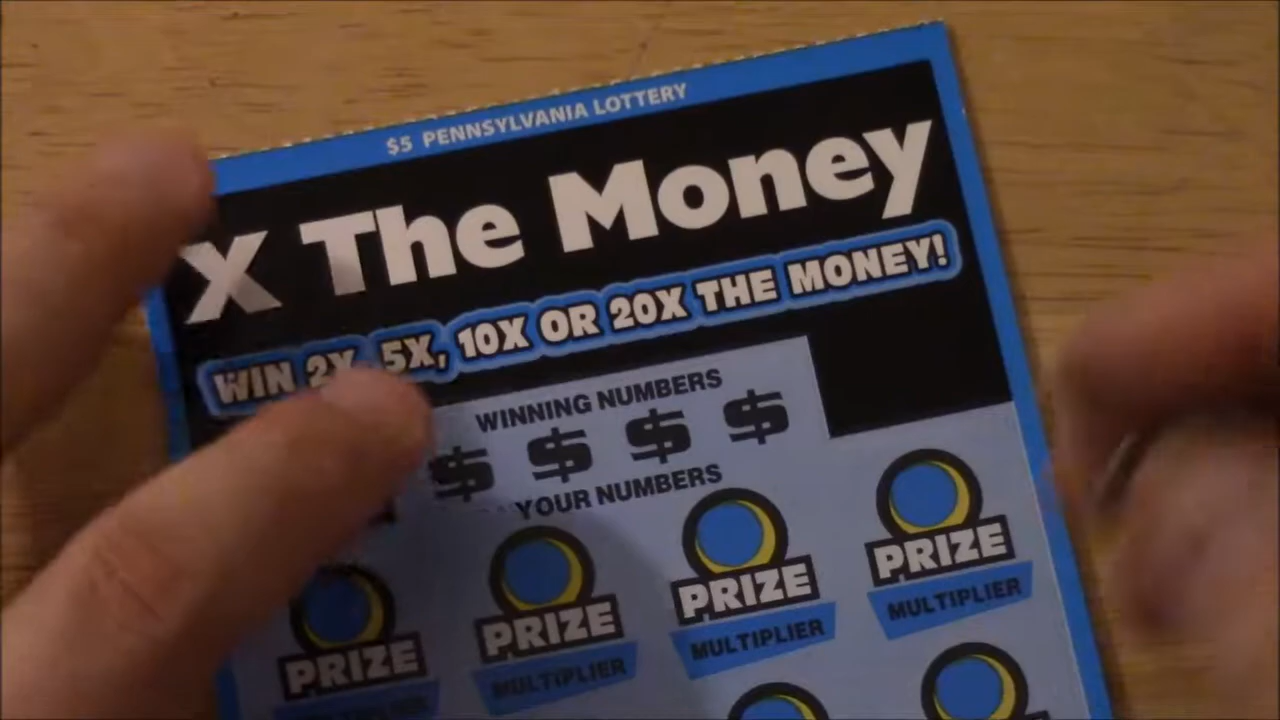 $5 PENNSYLVANIA LOTTERY
X The Money
WIN 2X, 5X, 10X OR 20X THE MONEY!
WINNING NUMBERS
$ $ $ $
YOUR NUMBERS
PRIZE PRIZE PRIZE PRIZE
MULTIPLIER MULTIPLIER MULTIPLIER MULTIPLIER